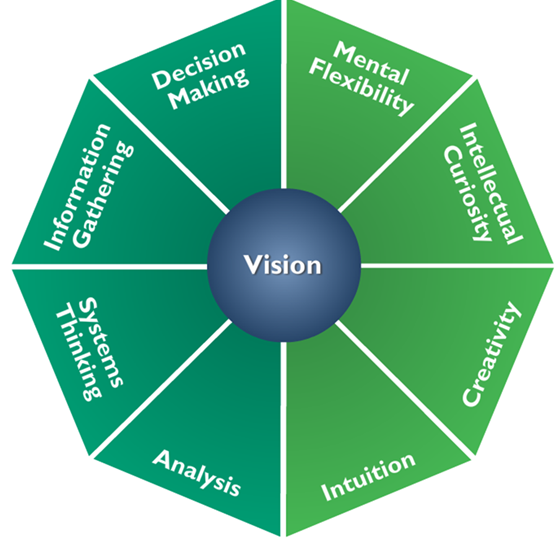 Decision
Making
Mental
Flexibility
Information
Gathering
Intellectual
Curiosity
Vision
Systems
Thinking
Creativity
Analysis
Intuition